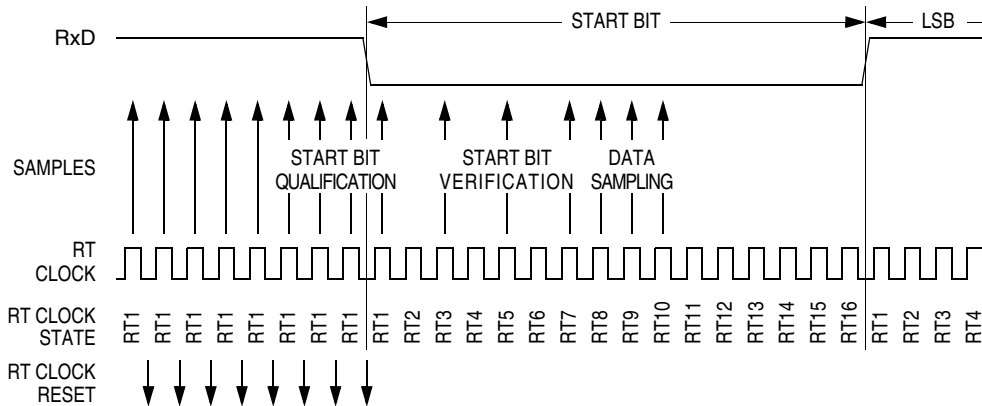 START BIT
LSB
RxD
SAMPLES
START BIT
QUALIFICATION
START BIT
VERIFICATION
DATA
SAMPLING
RT
CLOCK
RT CLOCK
STATE
RT1 RT1 RT1 RT1 RT1 RT1 RT1 RT1 RT1 RT2 RT3 RT4 RT5 RT6 RT7 RT8 RT9 RT10 RT11 RT12 RT13 RT14 RT15 RT16 RT1 RT2 RT3 RT4
RT CLOCK
RESET